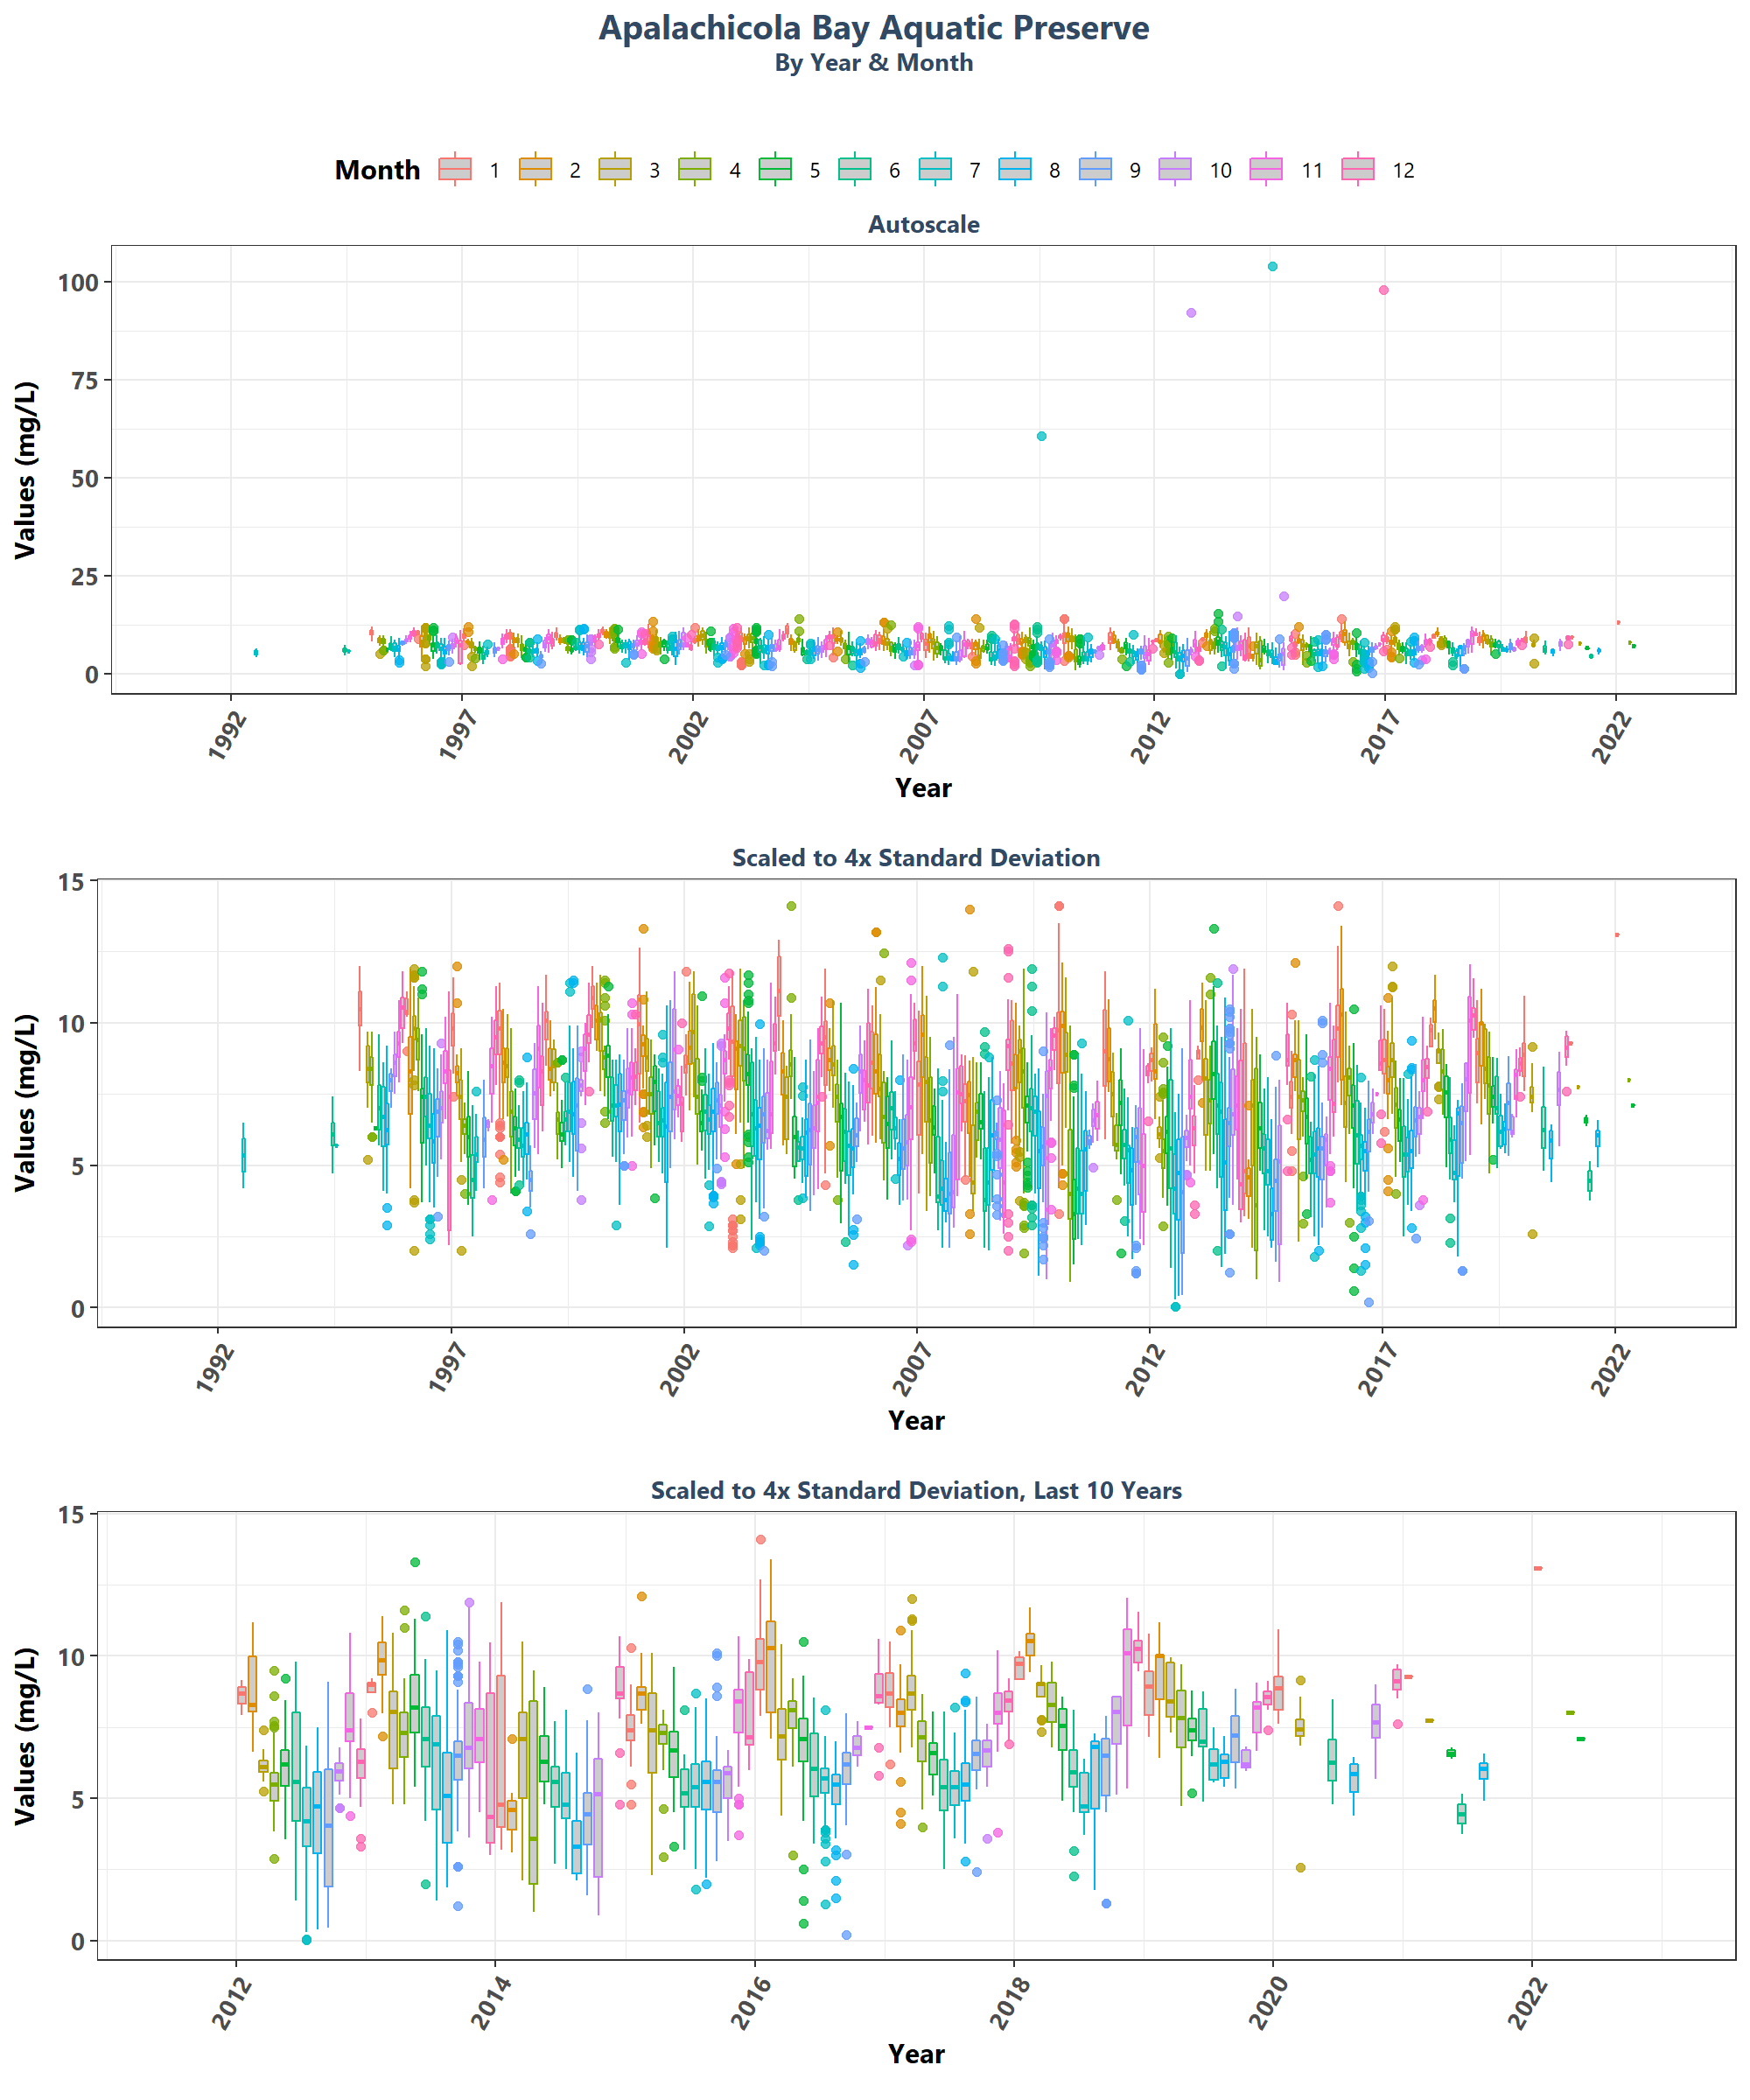 Apalachicola Bay Aquatic Preserve
By Year & Month
Month 1 2 3 4 5 6 7 8 9 10 11 12
Autoscale
Values (mg/L)
100
75
50
25
0
1992 1997 2002 2007 2012 2017 2022
Year
Scaled to 4x Standard Deviation
Values (mg/L)
15
10
5
0
1992 1997 2002 2007 2012 2017 2022
Year
Scaled to 4x Standard Deviation, Last 10 Years
Values (mg/L)
15
10
5
0
2012 2014 2016 2018 2020 2022
Year